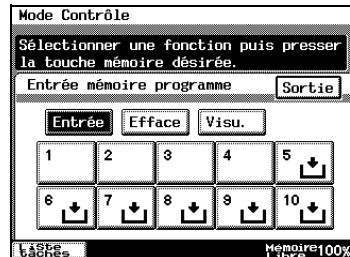 Mode Contrôle
Sélectionner une fonction puis presser
la touche mémoire désirée.
Entrée mémoire programme Sortie
Entrée Efface Visu.
1 2 3 4 5
6 7 8 9 10
Liste Mémoire 100%
tâches Libre